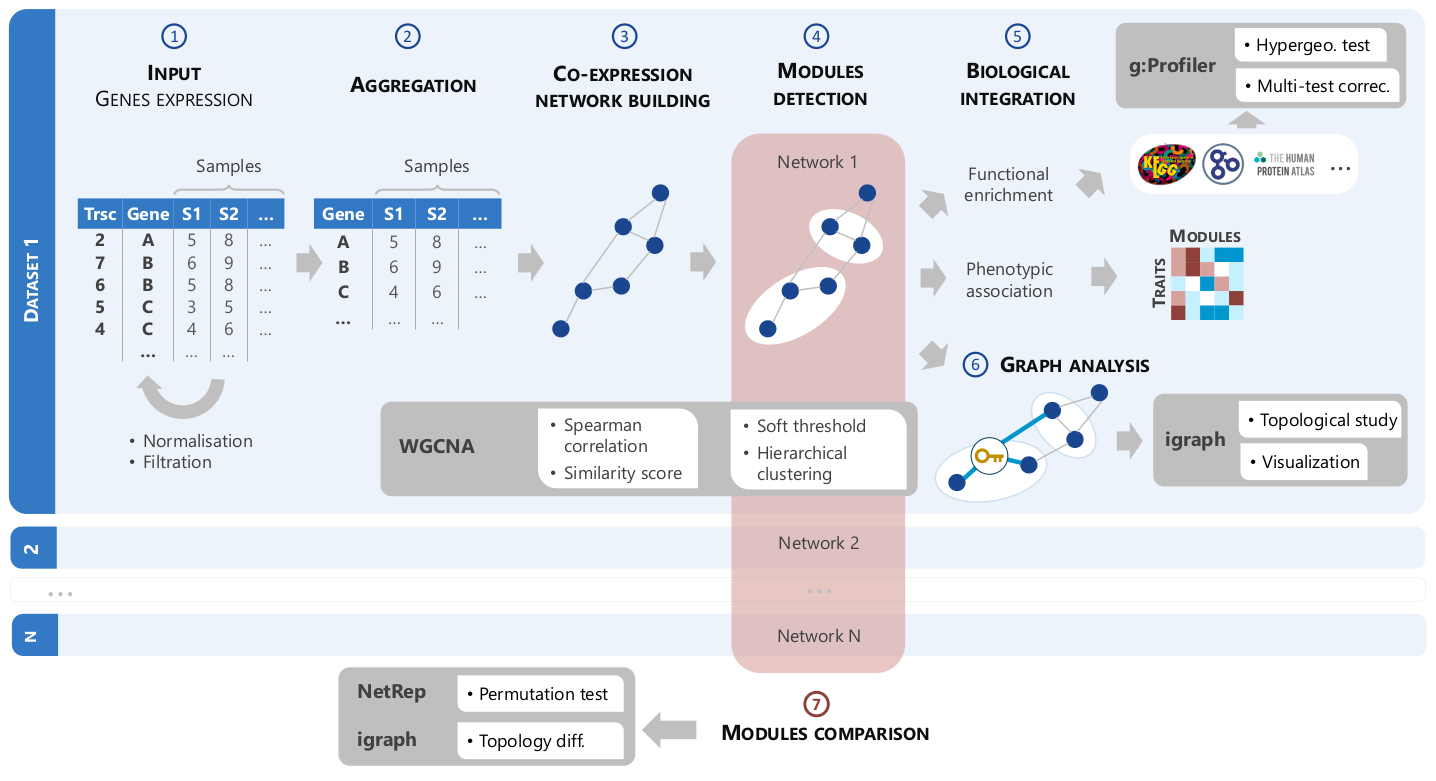 1
INPUT
GENES EXPRESSION
2
AGGREGATION
3
CO-EXPRESSION
NETWORK BUILDING
4
MODULES
DETECTION
5
BIOLOGICAL
INTEGRATION
g:Profiler
• Hypergeo. test
• Multi-test correc.
DATASET 1
Samples
Trsc Gene S1 S2 ...
2 A 5 8 ...
7 B 6 9 ...
6 B 5 8 ...
5 C 3 5 ...
4 C 4 6 ...
... ... ...
• Normalisation
• Filtration
Samples
Gene S1 S2 ...
A 5 8 ...
B 6 9 ...
C 4 6 ...
... ... ...
Network 1
Functional
enrichment
KEGG
THE HUMAN
PROTEIN ATLAS
...
Phenotypic
association
MODULES
TRAITS
6
GRAPH ANALYSIS
WGCNA
• Spearman
correlation
• Similarity score
• Soft threshold
• Hierarchical
clustering
igraph
• Topological study
• Visualization
2
Network 2
...
...
N
Network N
NetRep
• Permutation test
igraph
• Topology diff.
7
MODULES COMPARISON